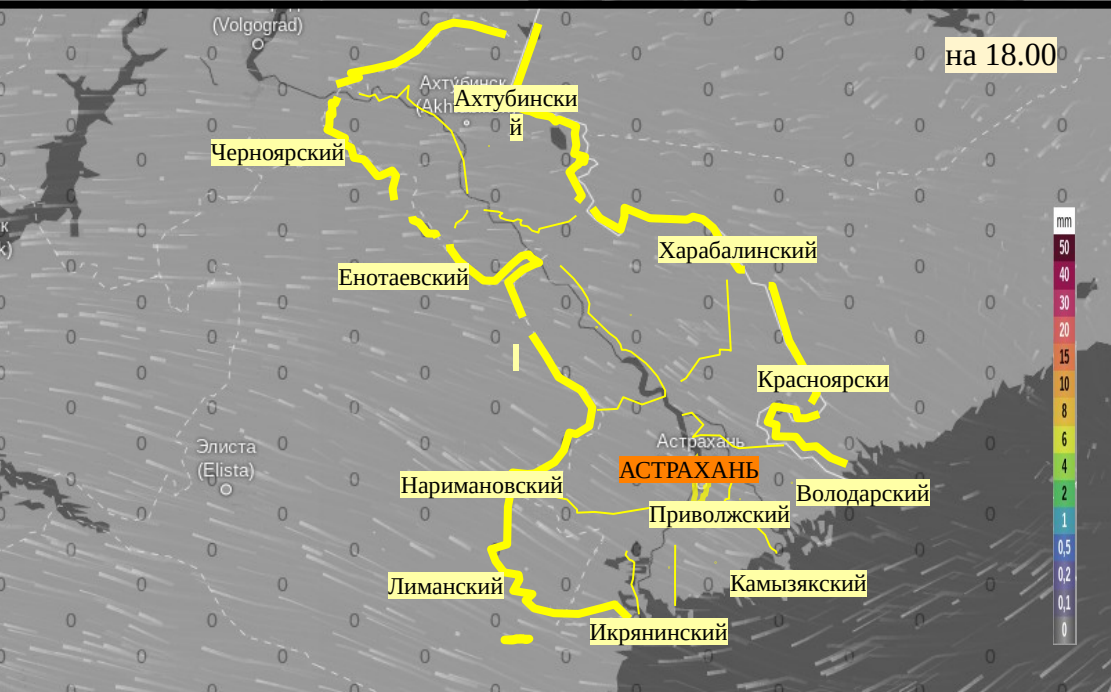 (Volgograd)
на 18.00
Ахтубинск
Ахтубински
й
(Akh
Черноярский
Харабалинский
Енотаевский
Красноярски
Элиста
(Elista)
Астрахань
АСТРАХАНЬ
Наримановский
Володарский
Приволжский
Лиманский
Камызякский
Икрянинский
к
k)
mm
50
40
30
20
15
10
8
6
4
2
1
0,5
0,2
0,1
0